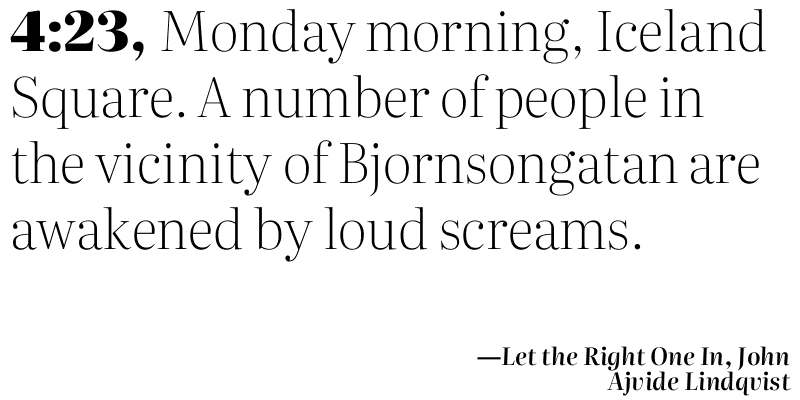 4:23, Monday morning, Iceland
Square. A number of people in
the vicinity of Bjornsongatan are
awakened by loud screams.
—Let the Right One In, John
Ajvide Lindqvist